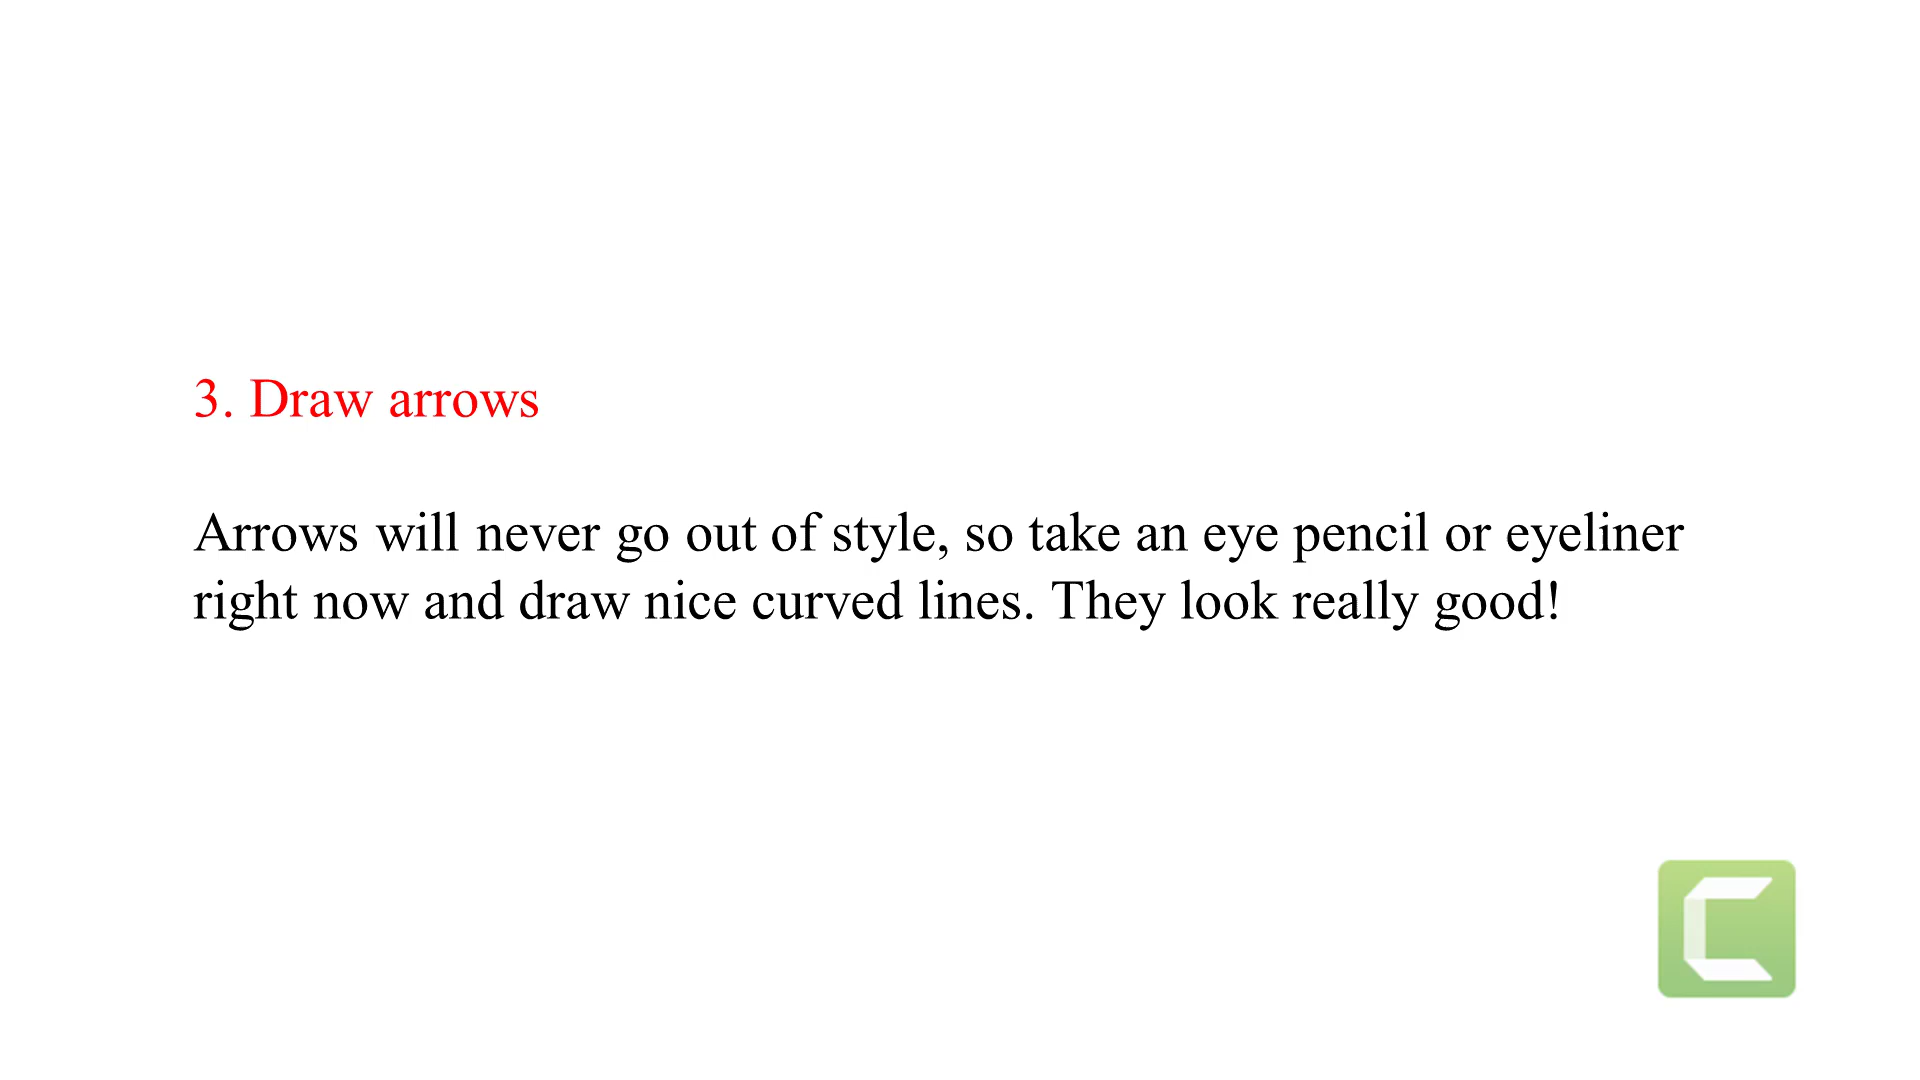 3. Draw arrows
Arrows will never go out of style, so take an eye pencil or eyeliner
right now and draw nice curved lines. They look really good!